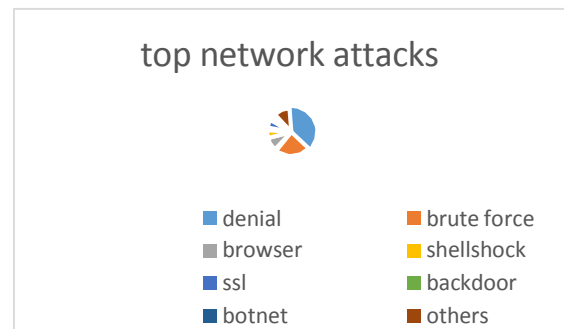 top network attacks
denial brute force
browser shellshock
ssl backdoor
botnet others